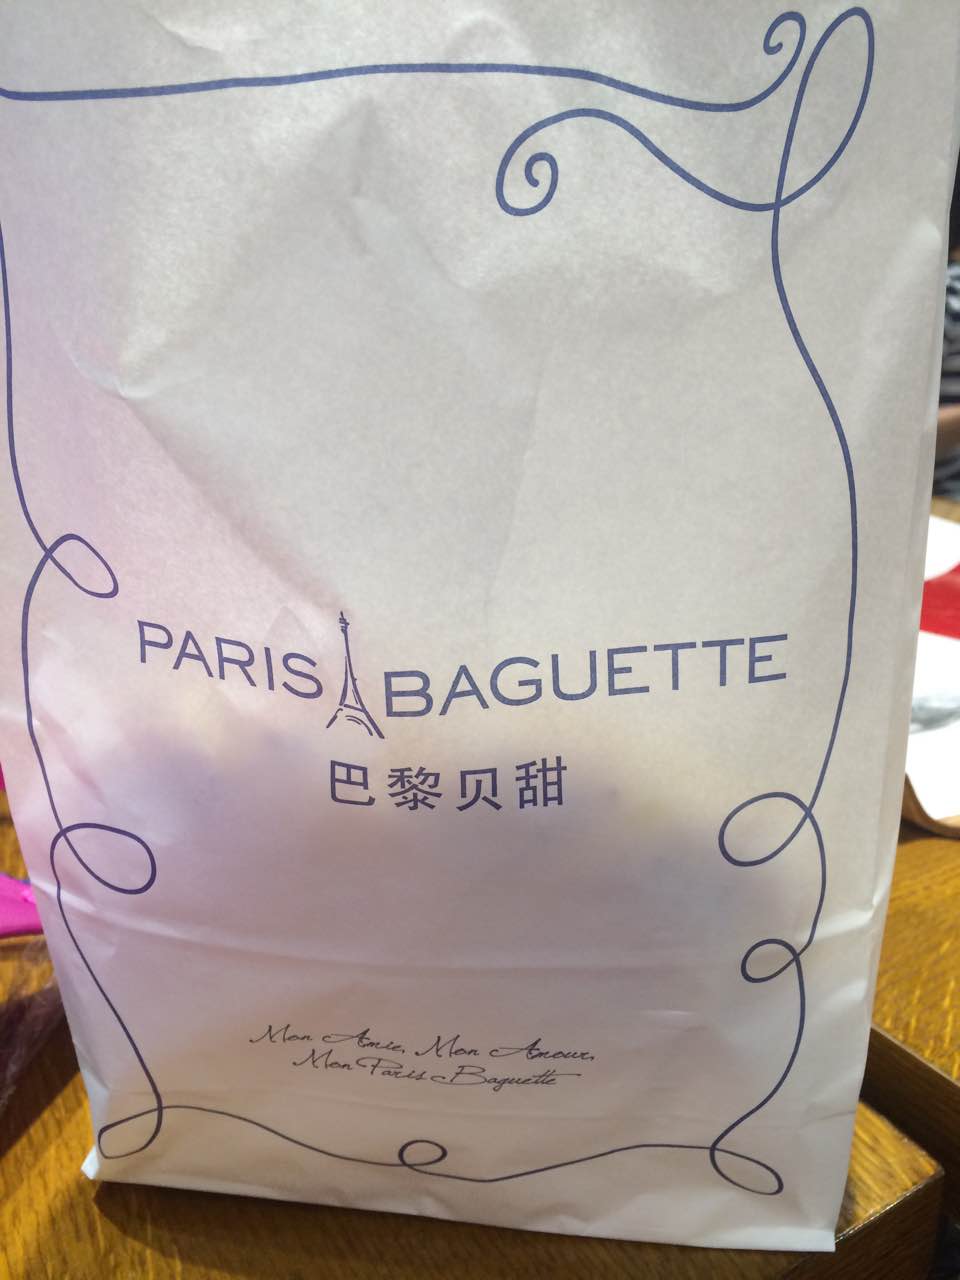 PARIS BAGUETTE
巴黎贝甜
Mon Amie, Mon Amour,
Mon Paris Baguette